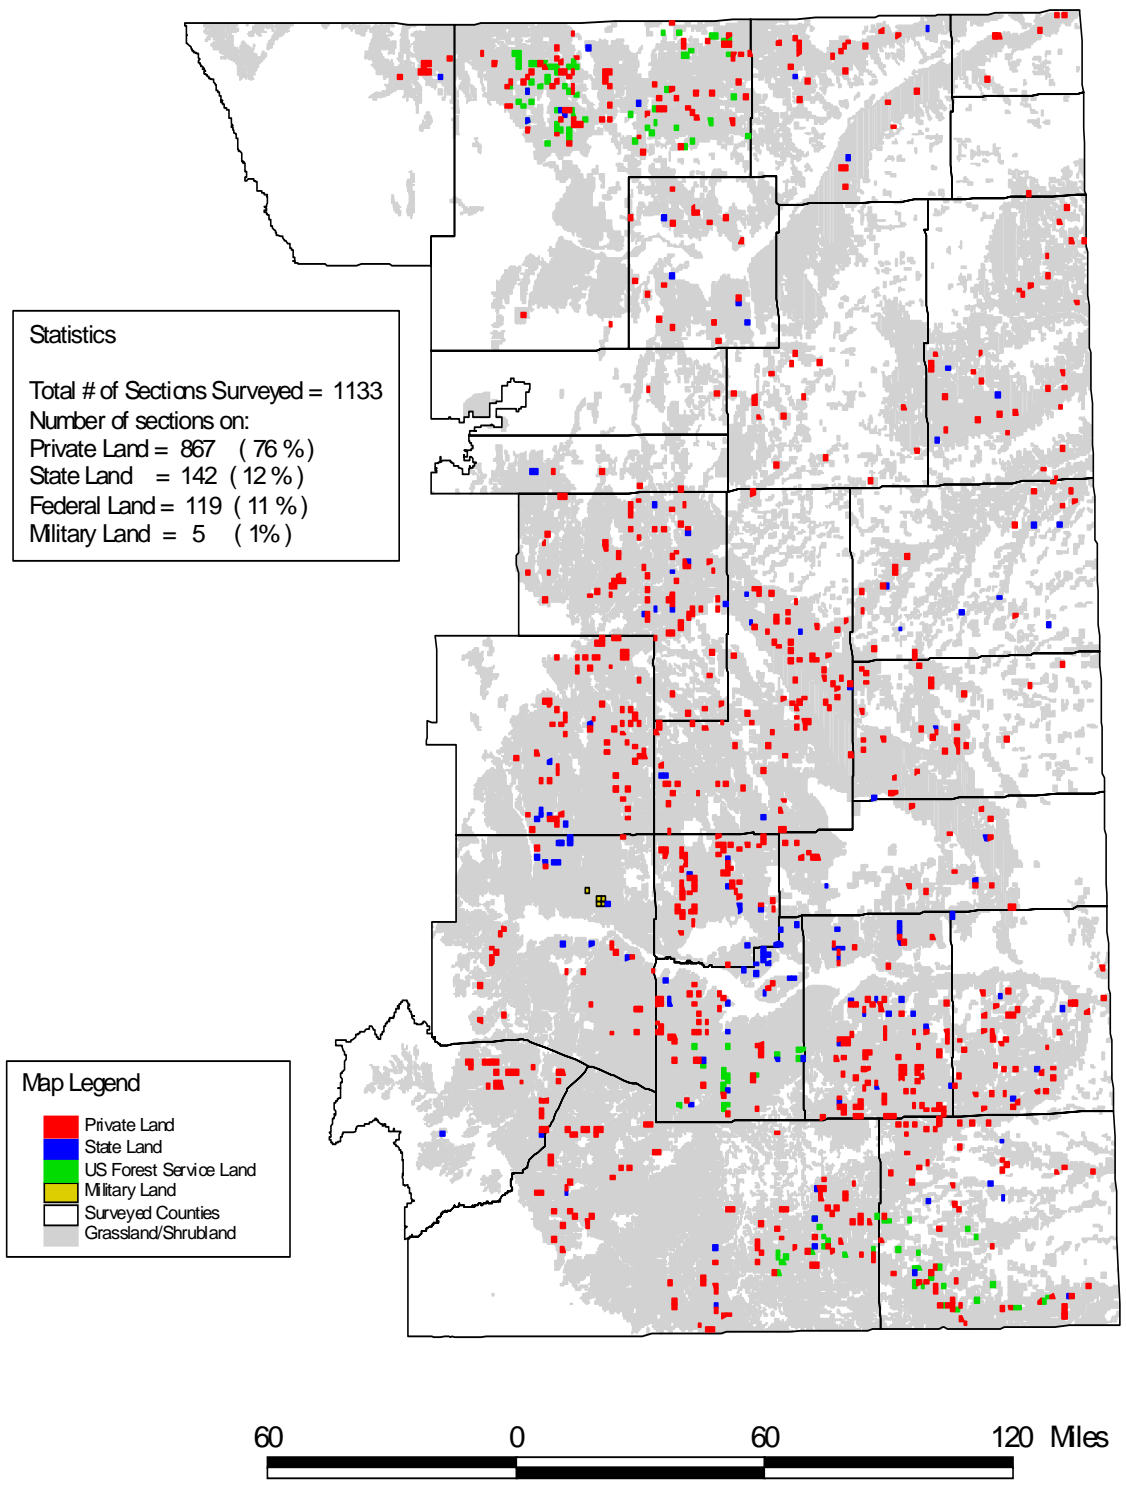 Statistics
Total # of Sections Surveyed = 1133
Number of sections on:
Private Land = 867 ( 76 % )
State Land = 142 ( 12 % )
Federal Land = 119 ( 11 % )
Military Land = 5 ( 1% )
Map Legend
Private Land
State Land
US Forest Service Land
Military Land
Surveyed Counties
Grassland/Shrubland
60 0 60 120 Miles